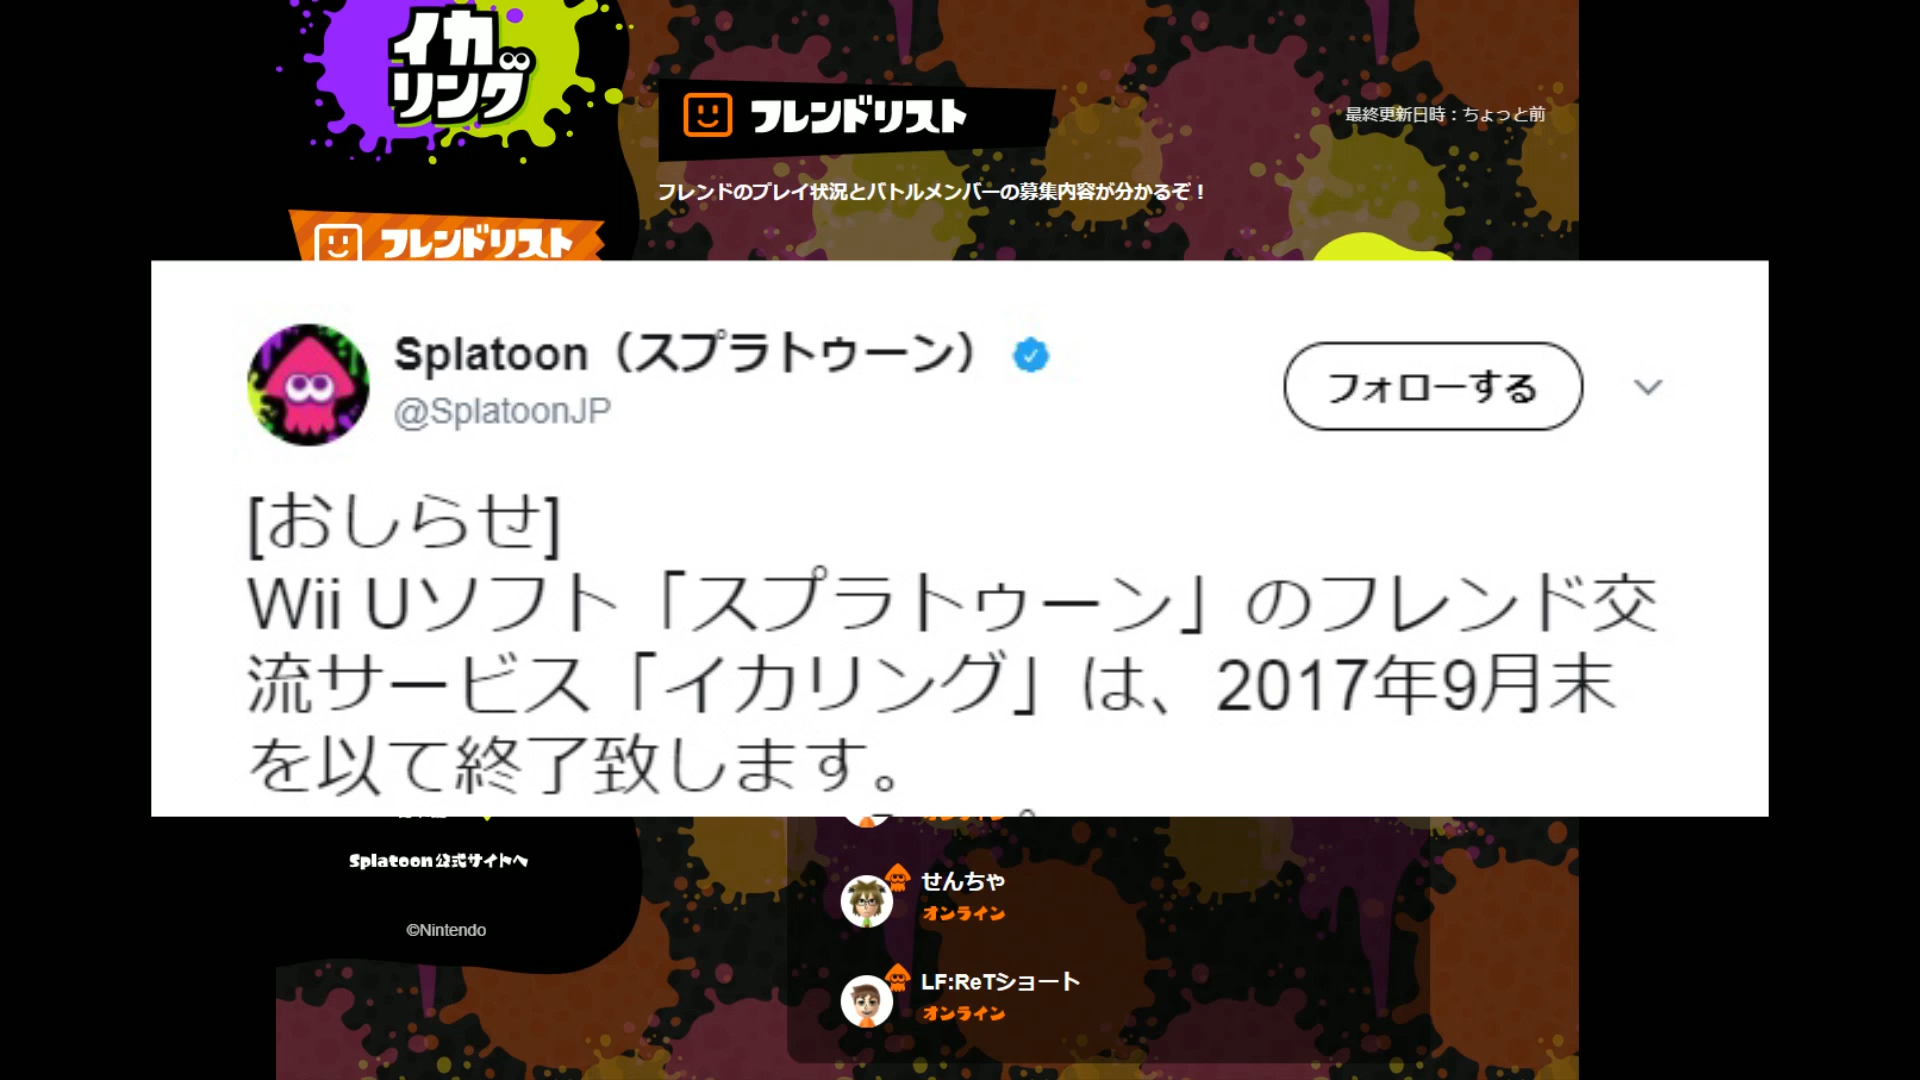 イカ
リング
フレンドリスト
最終更新日時：ちょっと前
フレンドのプレイ状況とバトルメンバーの募集内容が分かるぞ！
フレンドリスト
Splatoon（スプラトゥーン）
@SplatoonJP
フォローする
[おしらせ]
Wii Uソフト「スプラトゥーン」のフレンド交
流サービス「イカリング」は、2017年9月末
を以て終了致します。
Splatoon公式サイトへ
©Nintendo
せんちゃ
オンライン
LF:ReTショート
オンライン